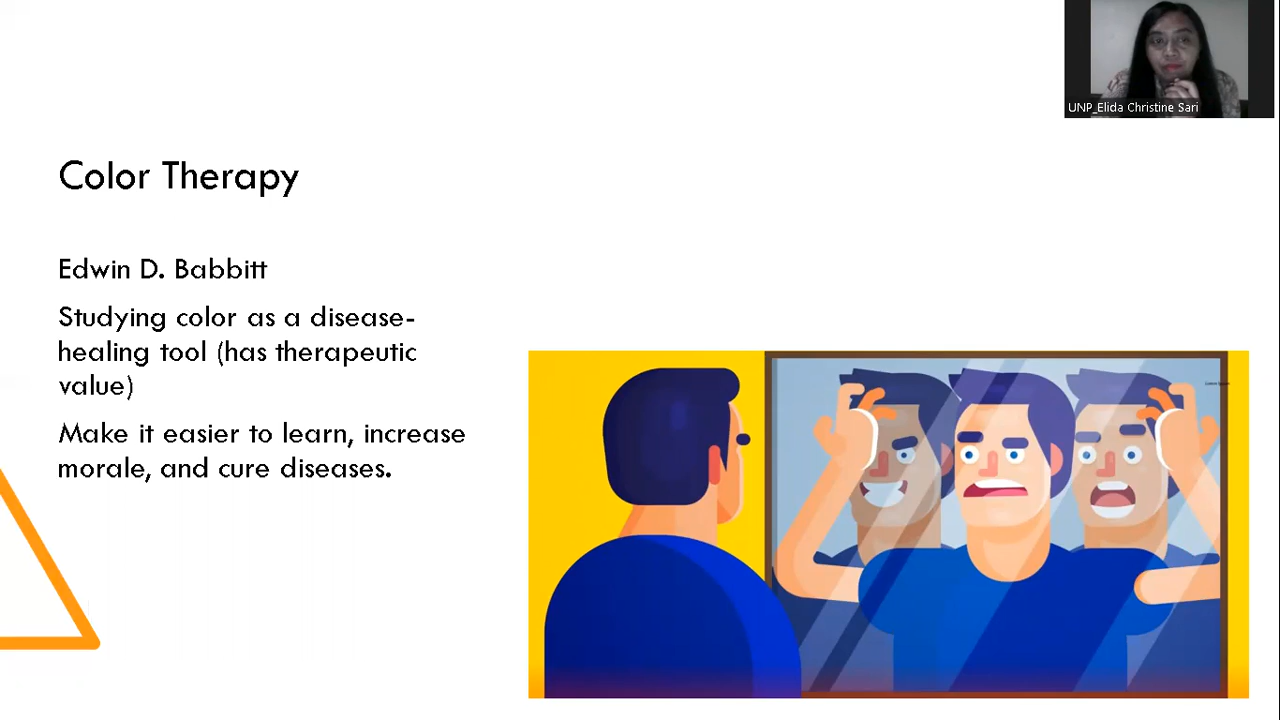 UNP_Elida Christine Sari
Color Therapy
Edwin D. Babbitt
Studying color as a disease-
healing tool (has therapeutic
value)
Make it easier to learn, increase
morale, and cure diseases.